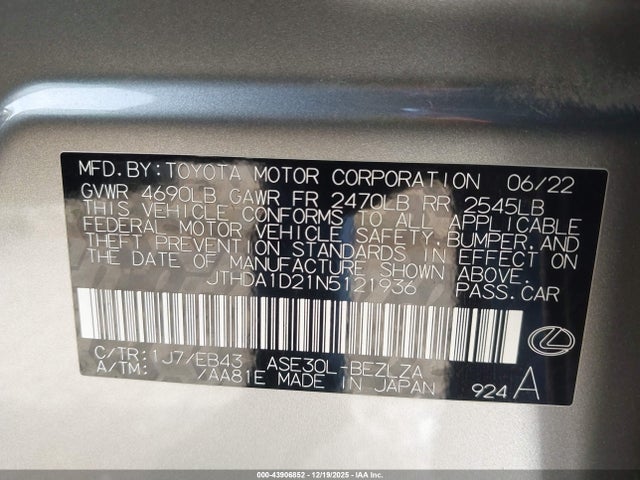 MFD.BY:TOYOTA MOTOR CORPORATION 06/22
GVWR 4690LB GAWR FR 2470LB RR 2545LB
THIS VEHICLE CONFORMS TO ALL APPLICABLE
FEDERAL MOTOR VEHICLE SAFETY,BUMPER,AND
THEFT PREVENTION STANDARDS IN EFFECT ON
THE DATE OF MANUFACTURE SHOWN ABOVE.
JTHDA1D21N5121936 PASS.CAR
C/TR:1J7/EB43 ASE30L-BEZLZA
A/TM: /AA81E MADE IN JAPAN 924 A
000-43906852 | 12/19/2025 | IAA Inc.